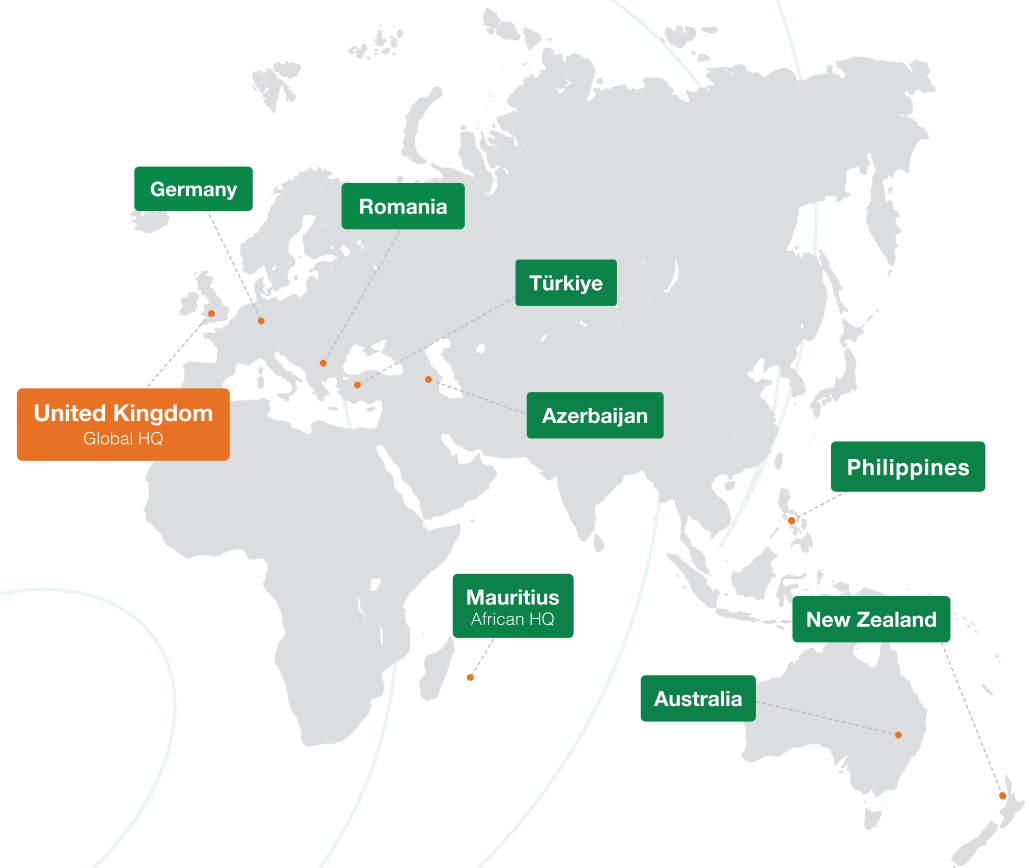 Germany
Romania
Türkiye
United Kingdom
Global HQ
Azerbaijan
Philippines
Mauritius
African HQ
New Zealand
Australia